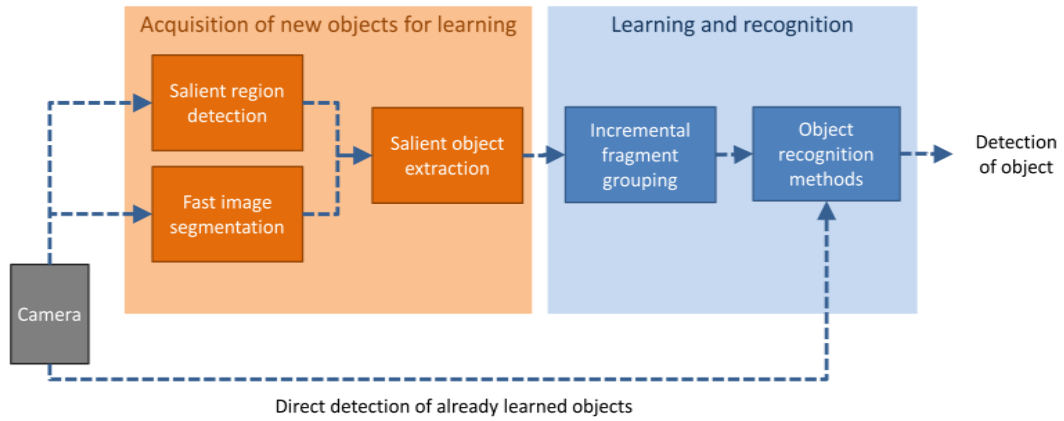 Acquisition of new objects for learning
Learning and recognition
Salient region
detection
Fast image
segmentation
Salient object
extraction
Incremental
fragment
grouping
Object
recognition
methods
Detection
of object
Camera
Direct detection of already learned objects